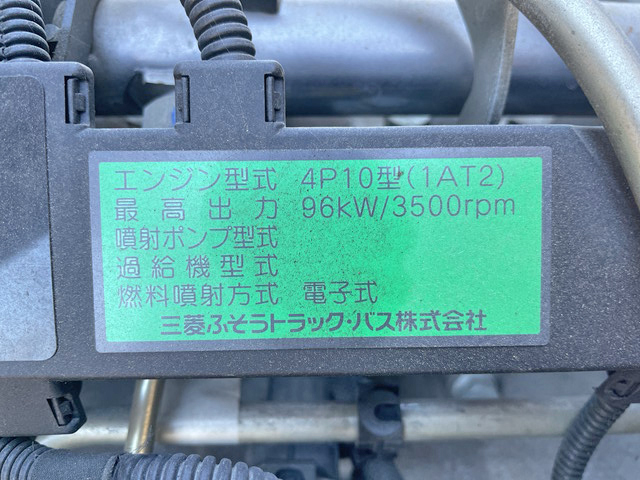 エンジン型式 4P10型(1AT2)
最高出力 96kW/3500rpm
噴射ポンプ型式
過給機型式
燃料噴射方式 電子式
三菱ふそうトラック・バス株式会社